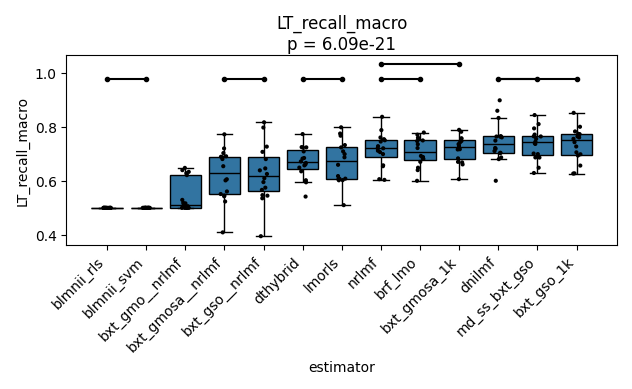 LT_recall_macro
p = 6.09e-21
LT_recall_macro
1.0
0.8
0.6
0.4
blmnii_rls
blmnii_svm
bxt_gmo__nrlmf
bxt_gmosa__nrlmf
bxt_gso__nrlmf
dthybrid
lmorls
nrlmf
brf_lmo
bxt_gmosa_1k
dnilmf
md_ss_bxt_gso
bxt_gso_1k
estimator